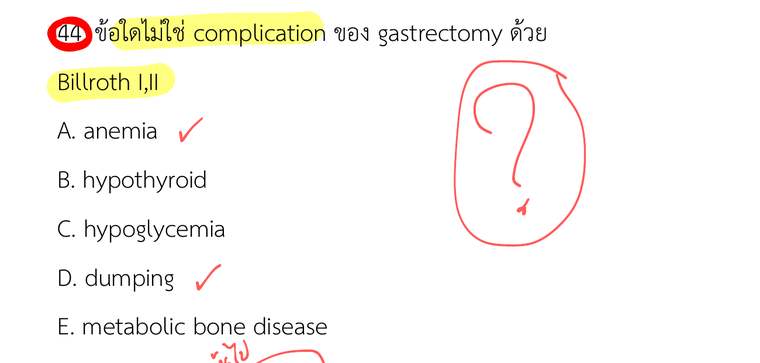 44 ข้อใดไม่ใช่ complication ของ gastrectomy ด้วย
Billroth I,II
A. anemia ✓
B. hypothyroid
C. hypoglycemia
D. dumping ✓
E. metabolic bone disease
?